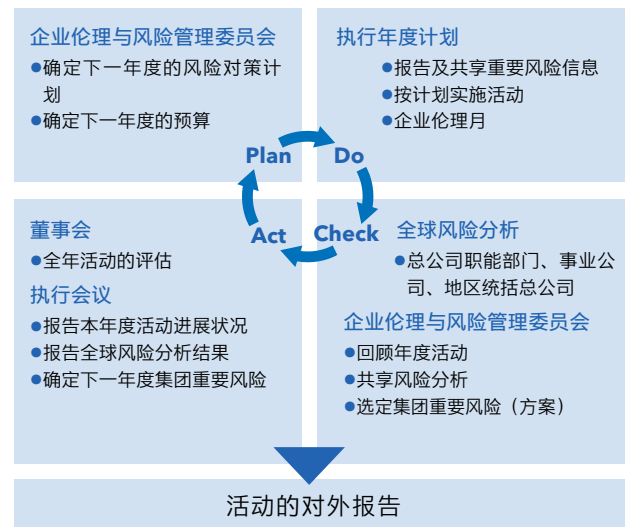 企业伦理与风险管理委员会
●确定下一年度的风险对策计
划
●确定下一年度的预算
执行年度计划
●报告及共享重要风险信息
●按计划实施活动
●企业伦理月
Plan
Do
Act
Check
董事会
●全年活动的评估
执行会议
●报告本年度活动进展状况
●报告全球风险分析结果
●确定下一年度集团重要风险
全球风险分析
●总公司职能部门、事业公
司、地区统括总公司
企业伦理与风险管理委员会
●回顾年度活动
●共享风险分析
●选定集团重要风险（方案）
活动的对外报告